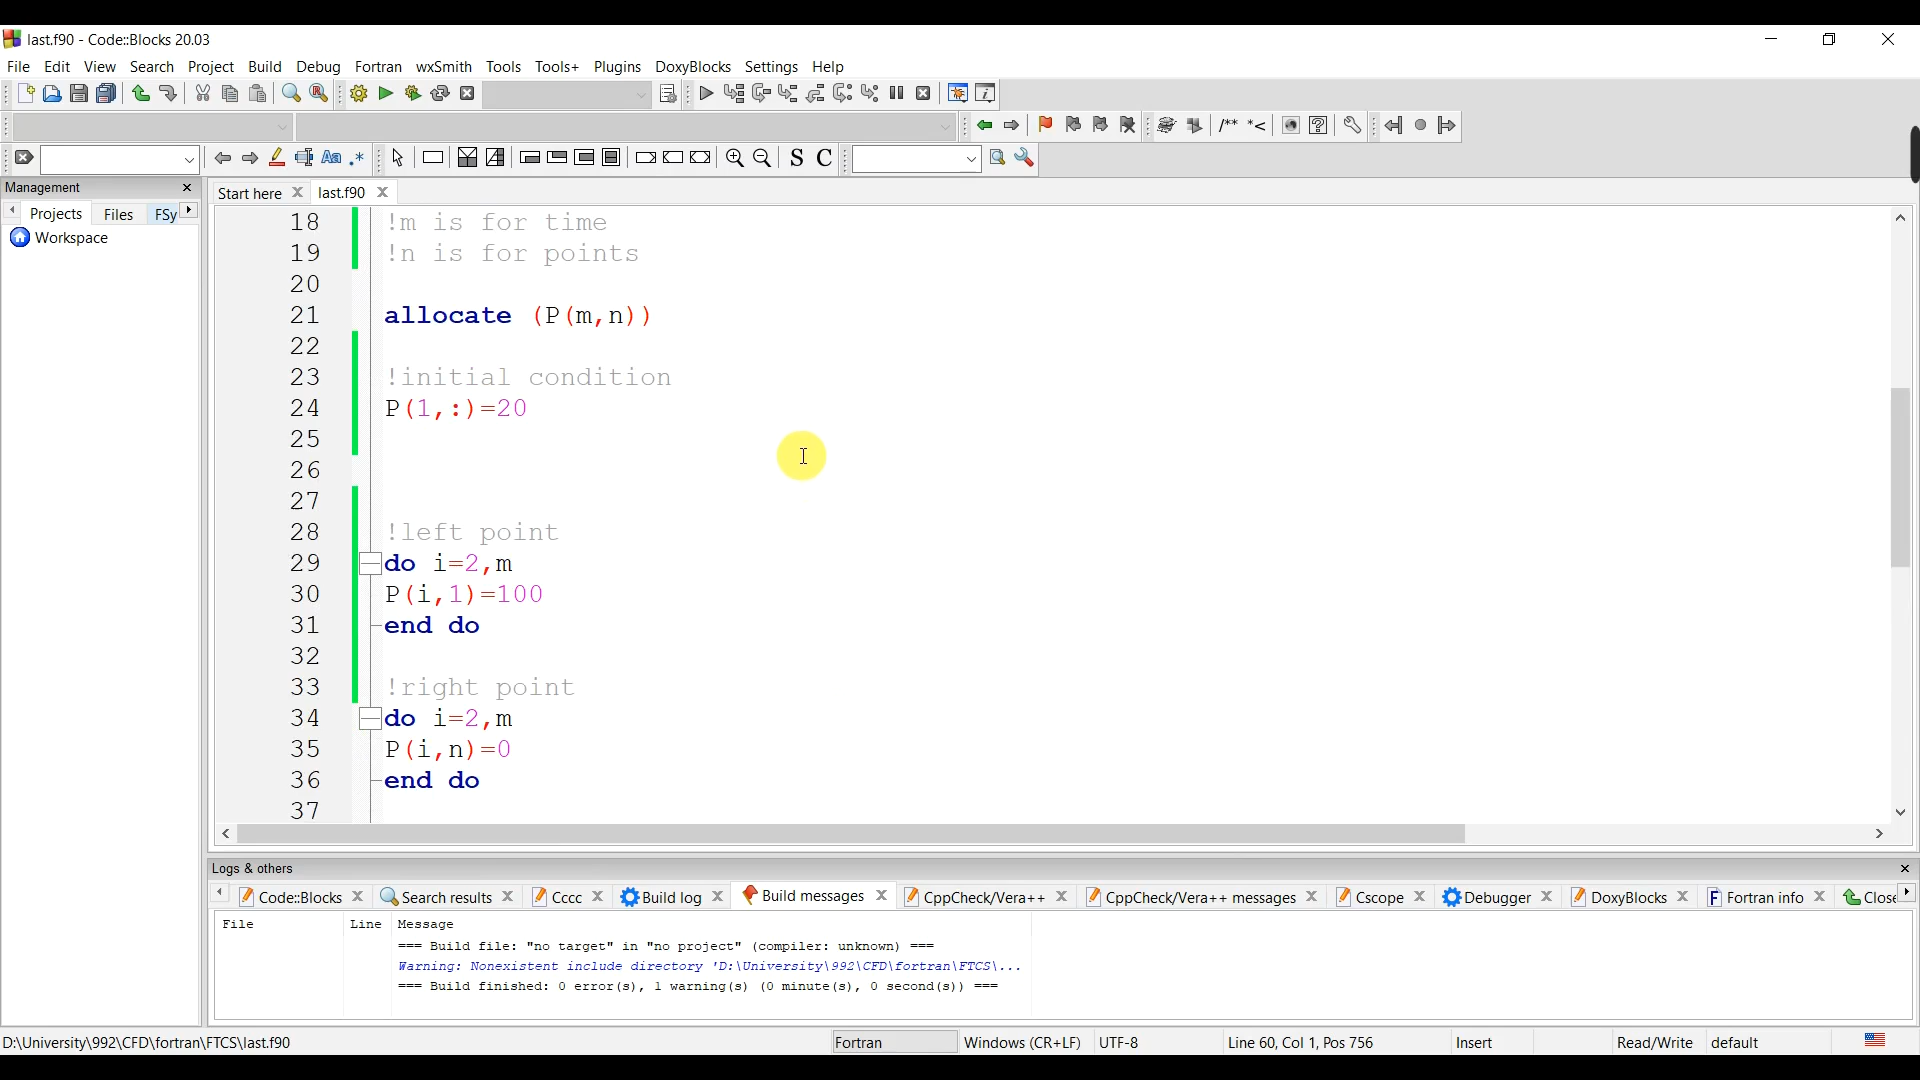 last.f90 - Code::Blocks 20.03
File Edit View Search Project Build Debug Fortran wxSmith Tools Tools+ Plugins DoxyBlocks Settings Help
/** *<
Aa .* S C
Management
Start here last.f90
Projects Files FSy
Workspace
18 !m is for time
19 !n is for points
20
21 allocate (P(m,n))
22
23 !initial condition
24 P(1,:)=20
25
26
27
28 !left point
29 do i=2,m
30 P(i,1)=100
31 end do
32
33 !right point
34 do i=2,m
35 P(i,n)=0
36 end do
37
Logs & others
Code::Blocks Search results Cccc Build log Build messages CppCheck/Vera++ CppCheck/Vera++ messages Cscope Debugger DoxyBlocks Fortran info Close
File Line Message
=== Build file: "no target" in "no project" (compiler: unknown) ===
Warning: Nonexistent include directory 'D:\University\992\CFD\fortran\FTCS\...
=== Build finished: 0 error(s), 1 warning(s) (0 minute(s), 0 second(s)) ===
D:\University\992\CFD\fortran\FTCS\last.f90 Fortran Windows (CR+LF) UTF-8 Line 60, Col 1, Pos 756 Insert Read/Write default